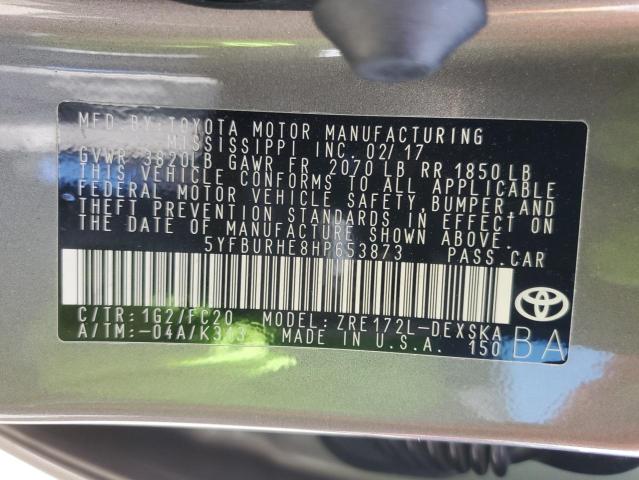 MFD.BY:TOYOTA MOTOR MANUFACTURING
MISSISSIPPI INC. 02/17
GVWR 3820LB GAWR FR 2070 LB RR 1850 LB
THIS VEHICLE CONFORMS TO ALL APPLICABLE
FEDERAL MOTOR VEHICLE SAFETY, BUMPER, AND
THEFT PREVENTION STANDARDS IN EFFECT ON
THE DATE OF MANUFACTURE SHOWN ABOVE.
5YFBURHE8HP653873 PASS.CAR
C/TR:1G2/FC20 MODEL:ZRE172L-DEXSKA
A/TM:-04A/K313 MADE IN U.S.A. 150
BA